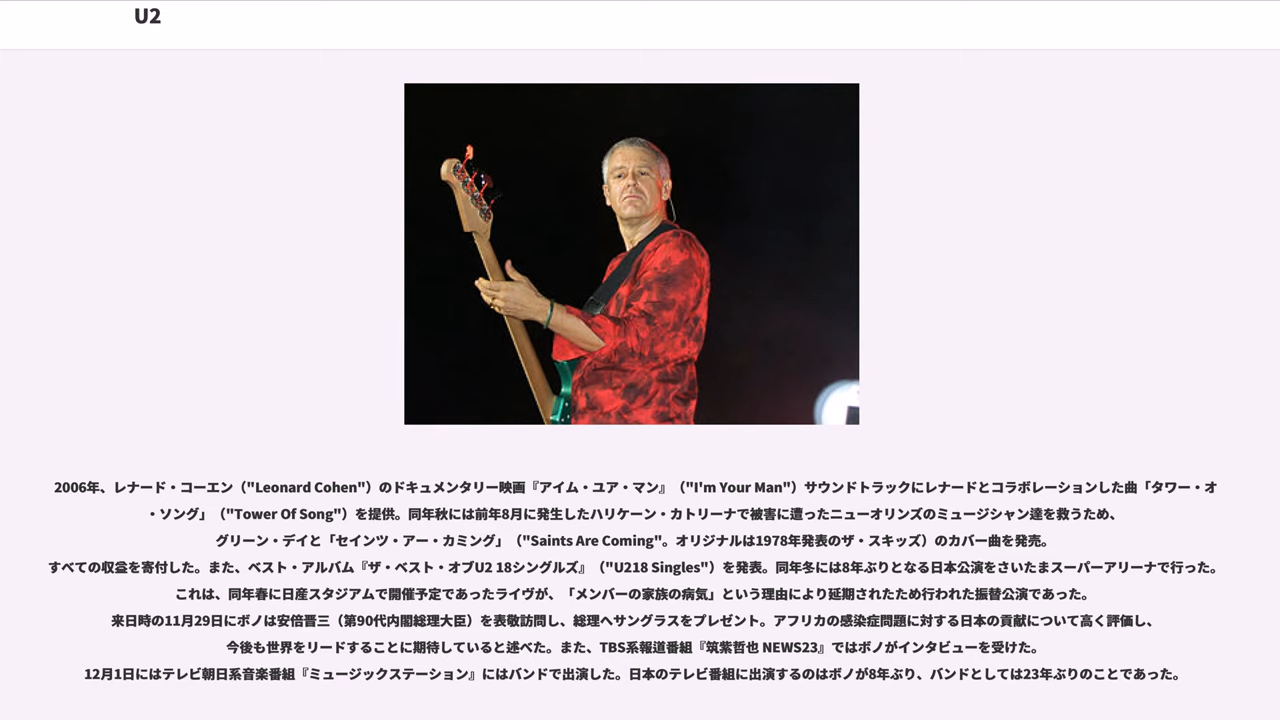 U2
2006年、レナード・コーエン（"Leonard Cohen"）のドキュメンタリー映画『アイム・ユア・マン』（"I'm Your Man"）サウンドトラックにレナードとコラボレーションした曲「タワー・オ
・ソング」（"Tower Of Song"）を提供。同年秋には前年8月に発生したハリケーン・カトリーナで被害に遭ったニューオリンズのミュージシャン達を救うため、
グリーン・デイと「セインツ・アー・カミング」（"Saints Are Coming"。オリジナルは1978年発表のザ・スキッズ）のカバー曲を発売。
すべての収益を寄付した。また、ベスト・アルバム『ザ・ベスト・オブU2 18シングルズ』（"U218 Singles"）を発表。同年冬には8年ぶりとなる日本公演をさいたまスーパーアリーナで行った。
これは、同年春に日産スタジアムで開催予定であったライヴが、「メンバーの家族の病気」という理由により延期されたため行われた振替公演であった。
来日時の11月29日にボノは安倍晋三（第90代内閣総理大臣）を表敬訪問し、総理へサングラスをプレゼント。アフリカの感染症問題に対する日本の貢献について高く評価し、
今後も世界をリードすることに期待していると述べた。また、TBS系報道番組『筑紫哲也 NEWS23』ではボノがインタビューを受けた。
12月1日にはテレビ朝日系音楽番組『ミュージックステーション』にはバンドで出演した。日本のテレビ番組に出演するのはボノが8年ぶり、バンドとしては23年ぶりのことであった。